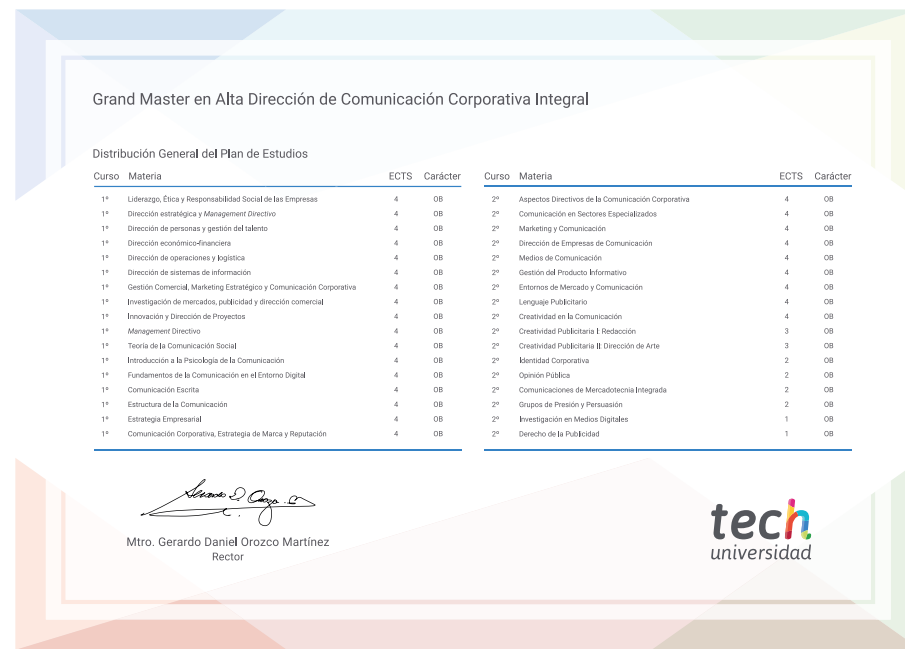 Grand Master en Alta Dirección de Comunicación Corporativa Integral
Distribución General del Plan de Estudios
Curso Materia ECTS Carácter
1º Liderazgo, Ética y Responsabilidad Social de las Empresas 4 OB
1º Dirección estratégica y Management Directivo 4 OB
1º Dirección de personas y gestión del talento 4 OB
1º Dirección económico-financiera 4 OB
1º Dirección de operaciones y logística 4 OB
1º Dirección de sistemas de información 4 OB
1º Gestión Comercial, Marketing Estratégico y Comunicación Corporativa 4 OB
1º Investigación de mercados, publicidad y dirección comercial 4 OB
1º Innovación y Dirección de Proyectos 4 OB
1º Management Directivo 4 OB
1º Teoría de la Comunicación Social 4 OB
1º Introducción a la Psicología de la Comunicación 4 OB
1º Fundamentos de la Comunicación en el Entorno Digital 4 OB
1º Comunicación Escrita 4 OB
1º Estructura de la Comunicación 4 OB
1º Estrategia Empresarial 4 OB
1º Comunicación Corporativa, Estrategia de Marca y Reputación 4 OB
Curso Materia ECTS Carácter
2º Aspectos Directivos de la Comunicación Corporativa 4 OB
2º Comunicación en Sectores Especializados 4 OB
2º Marketing y Comunicación 4 OB
2º Dirección de Empresas de Comunicación 4 OB
2º Medios de Comunicación 4 OB
2º Gestión del Producto Informativo 4 OB
2º Entornos de Mercado y Comunicación 4 OB
2º Lenguaje Publicitario 4 OB
2º Creatividad en la Comunicación 4 OB
2º Creatividad Publicitaria I: Redacción 3 OB
2º Creatividad Publicitaria II: Dirección de Arte 3 OB
2º Identidad Corporativa 2 OB
2º Opinión Pública 2 OB
2º Comunicaciones de Mercadotecnia Integrada 2 OB
2º Grupos de Presión y Persuasión 2 OB
2º Investigación en Medios Digitales 1 OB
2º Derecho de la Publicidad 1 OB
Mtro. Gerardo Daniel Orozco Martínez
Rector
tech
universidad